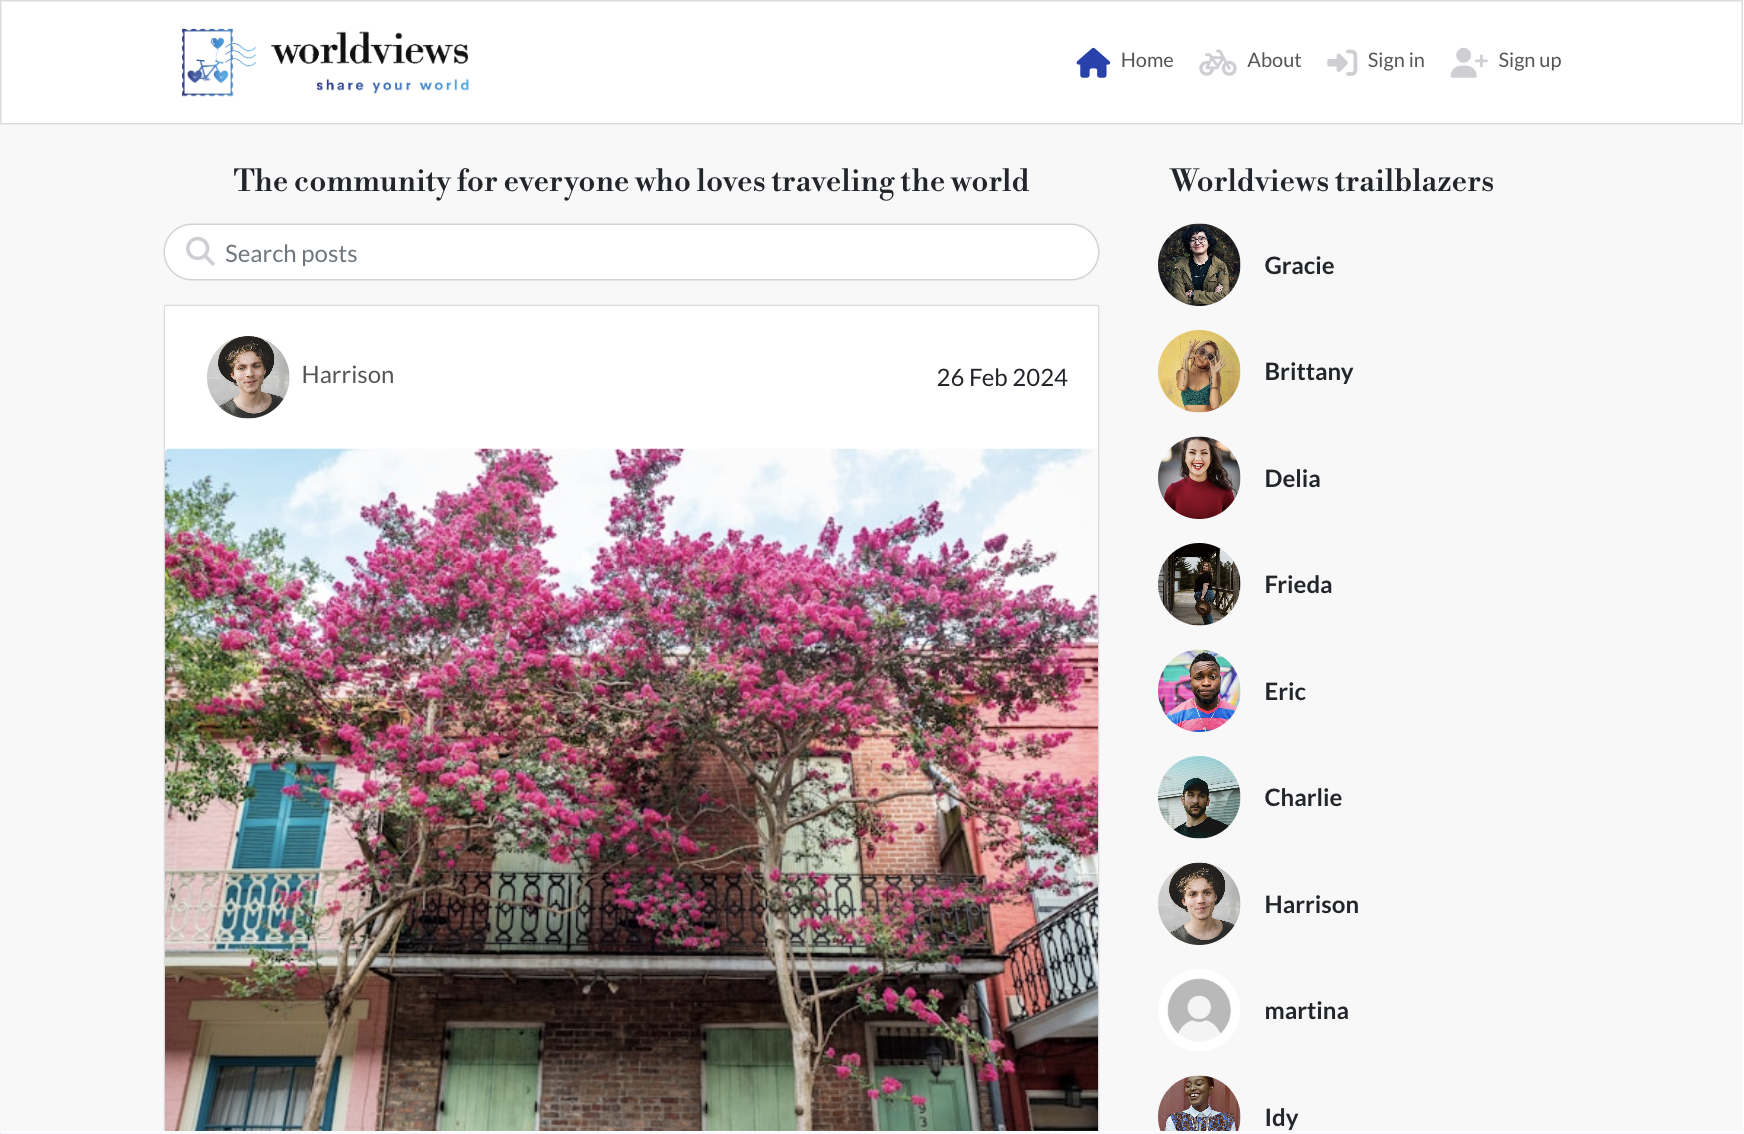 worldviews
share your world
Home
About
Sign in
Sign up
The community for everyone who loves traveling the world
Search posts
Harrison
26 Feb 2024
Worldviews trailblazers
Gracie
Brittany
Delia
Frieda
Eric
Charlie
Harrison
martina
Idy